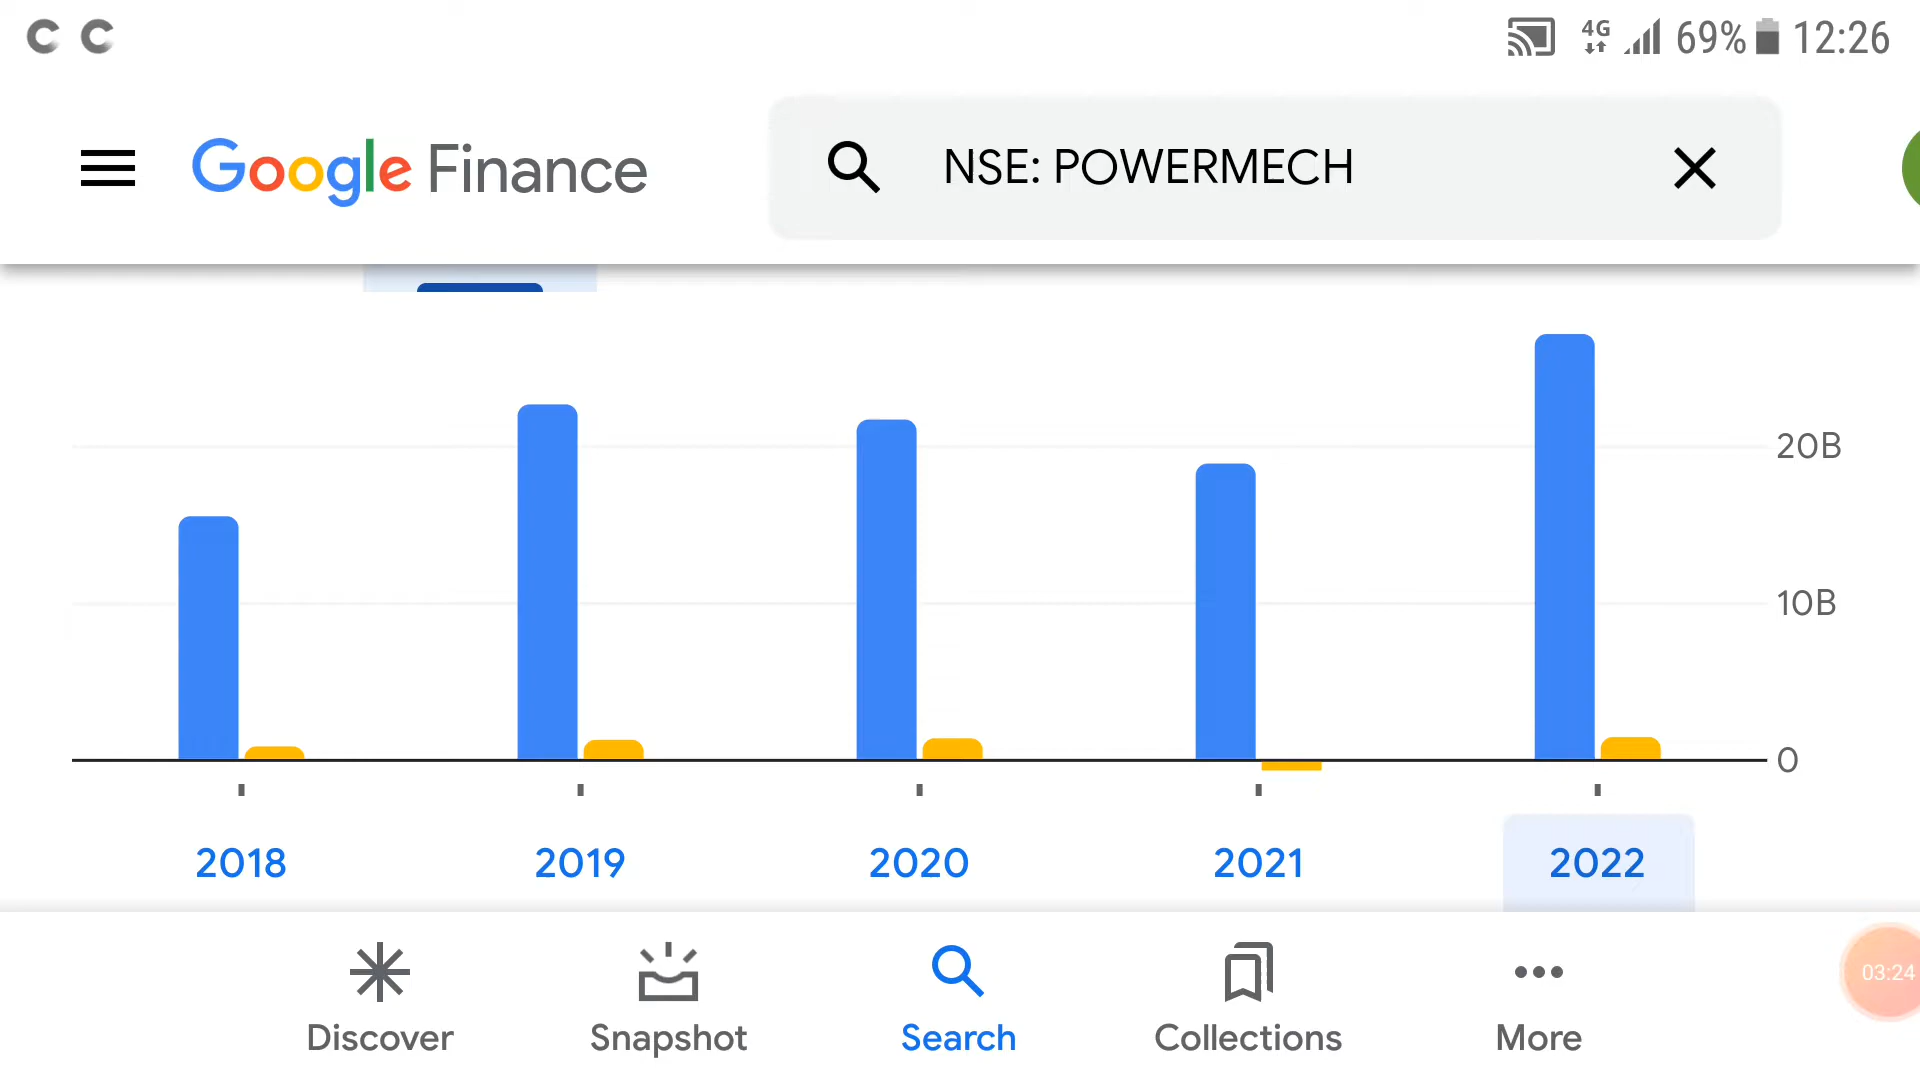 4G 69% 12:26
Google Finance
NSE: POWERMECH
20B
10B
0
2018 2019 2020 2021 2022
Discover Snapshot Search Collections More
03:24